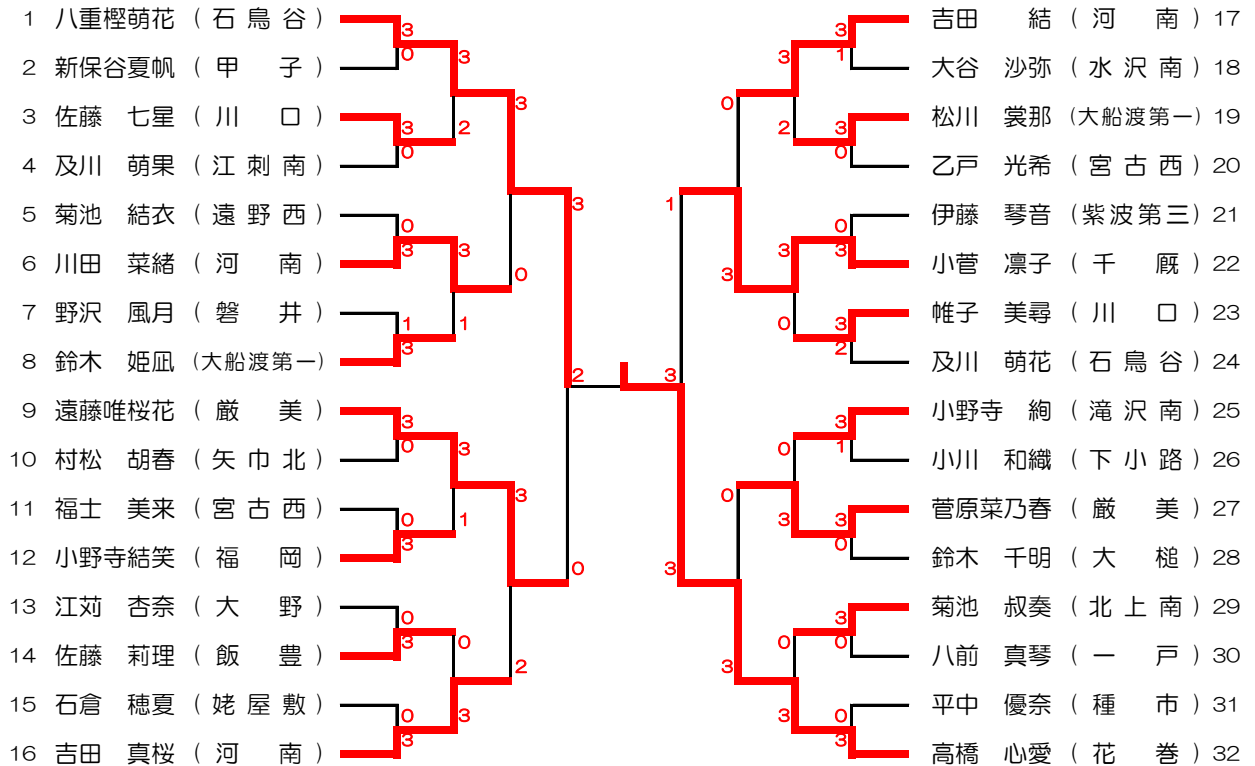 1 八重樫萌花 （石鳥谷）
2 新保谷夏帆 （甲子）
3 佐藤　七星 （川口）
4 及川　萌果 （江刺南）
5 菊池　結衣 （遠野西）
6 川田　菜緒 （河南）
7 野沢　風月 （磐井）
8 鈴木　姫凪 (大船渡第一)
9 遠藤唯桜花 （厳美）
10 村松　胡春 （矢巾北）
11 福士　美来 （宮古西）
12 小野寺結笑 （福岡）
13 江苅　杏奈 （大野）
14 佐藤　莉理 （飯豊）
15 石倉　穂夏 （姥屋敷）
16 吉田　真桜 （河南）
3
0
3
0
0
3
1
3
3
0
0
3
0
3
0
3
3
2
3
1
3
1
0
3
3
0
3
2
3
0
2
3
1
3
0
3
0
3
3
2
3
0
0
3
0
3
3
1
3
0
0
3
3
2
3
1
3
0
3
0
0
3
吉田　結 （河南） 17
大谷　沙弥 （水沢南） 18
松川　裳那 (大船渡第一) 19
乙戸　光希 （宮古西） 20
伊藤　琴音 （紫波第三） 21
小菅　凛子 （千厩） 22
帷子　美尋 （川口） 23
及川　萌花 （石鳥谷） 24
小野寺　絢 （滝沢南） 25
小川　和織 （下小路） 26
菅原菜乃春 （厳美） 27
鈴木　千明 （大槌） 28
菊池　叔奏 （北上南） 29
八前　真琴 （一戸） 30
平中　優奈 （種市） 31
高橋　心愛 （花巻） 32